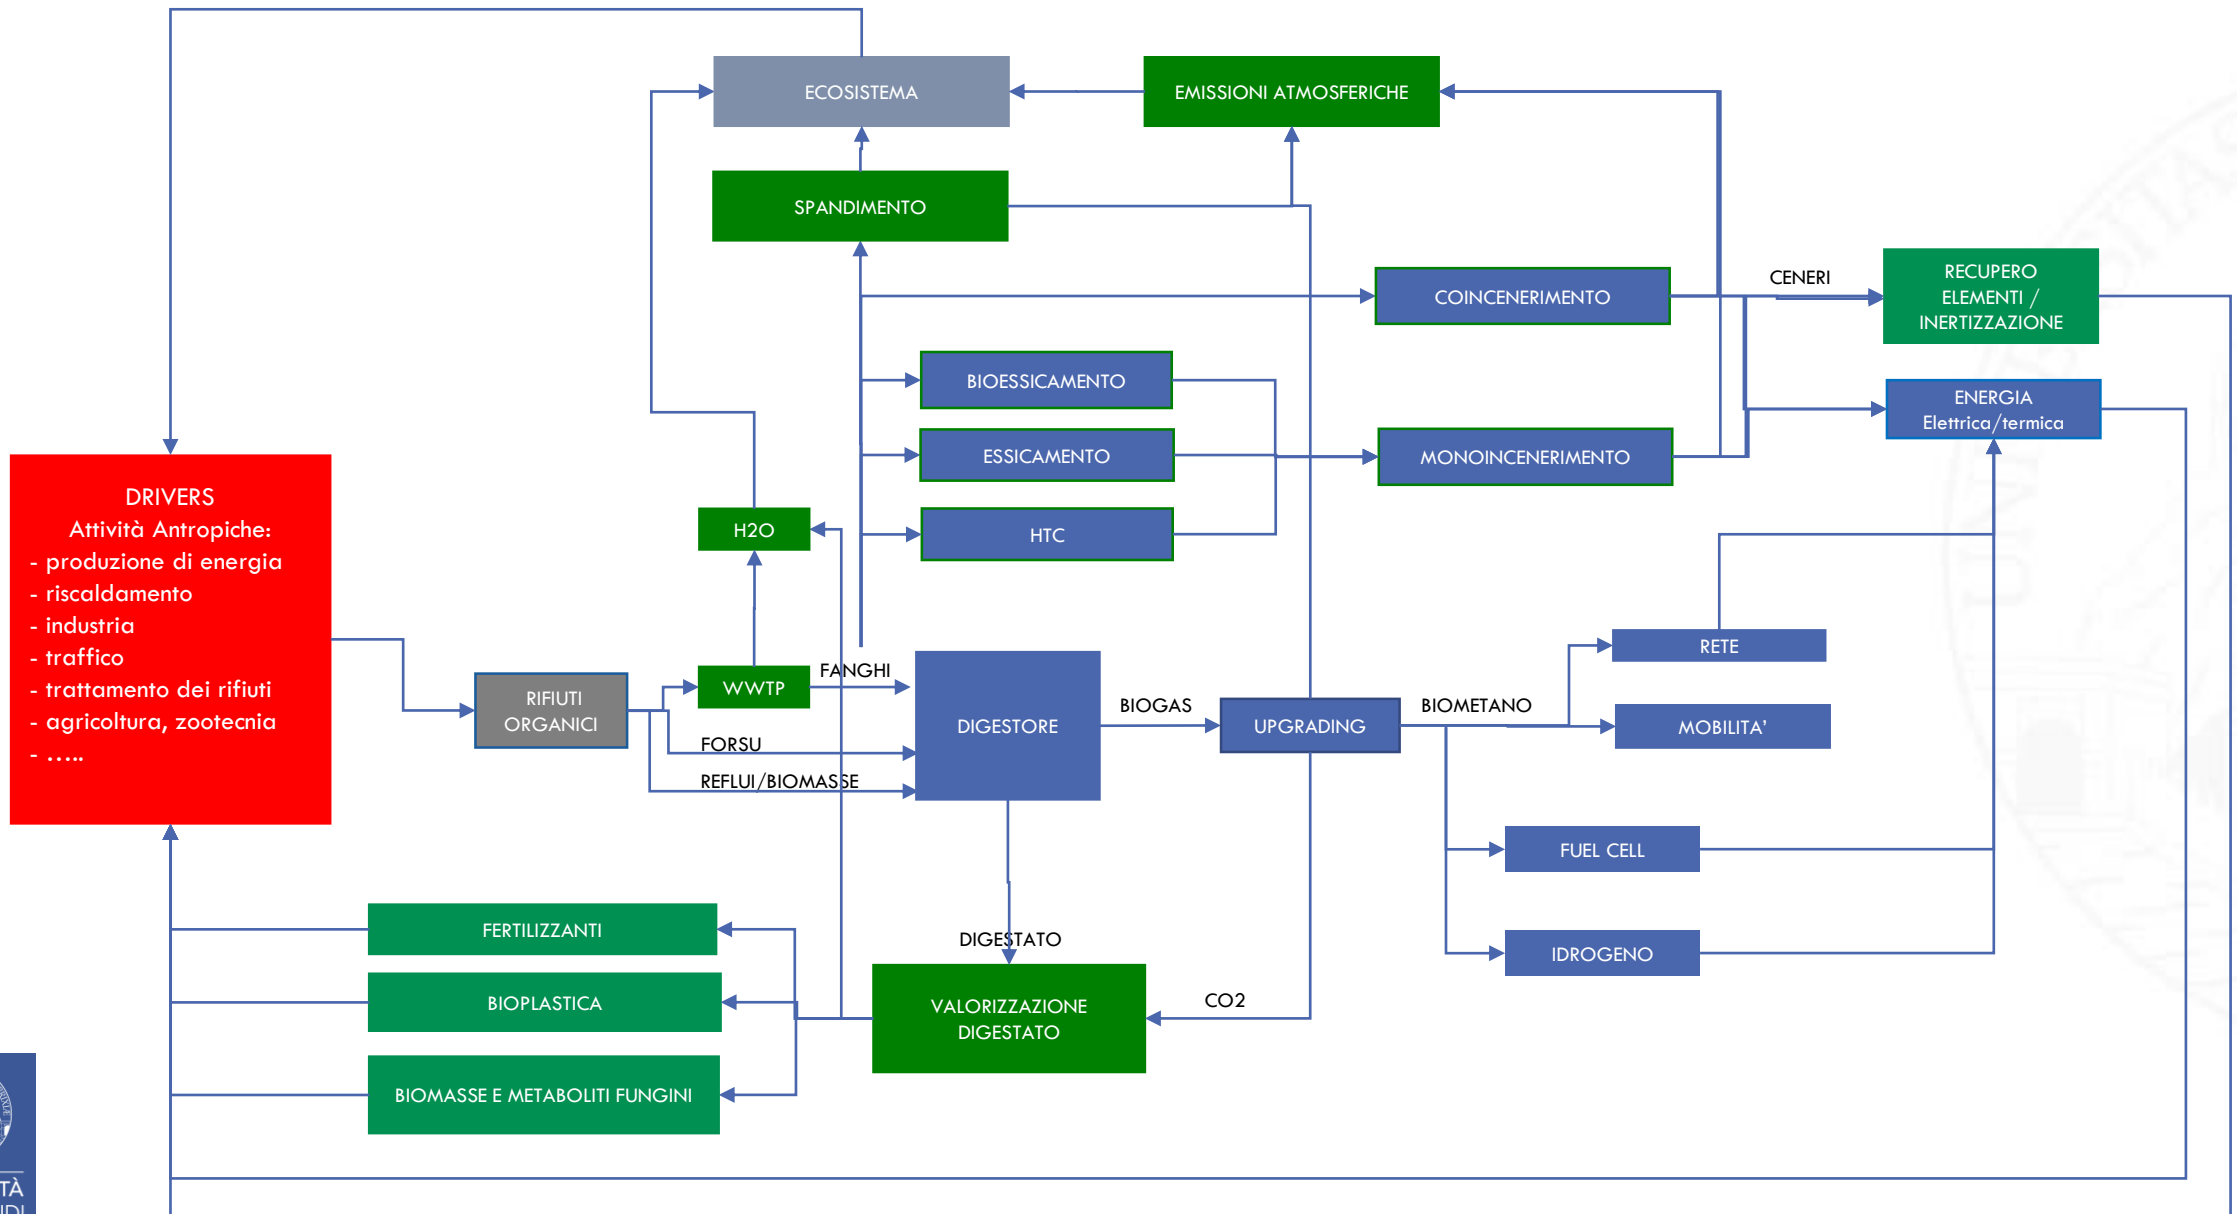 ECOSISTEMA
EMISSIONI ATMOSFERICHE
SPANDIMENTO
COINCENERIMENTO
CENERI
RECUPERO
ELEMENTI /
INERTIZZAZIONE
BIOESSICAMENTO
ENERGIA
Elettrica/termica
ESSICAMENTO
MONOINCENERIMENTO
H2O
HTC
DRIVERS
Attività Antropiche:
- produzione di energia
- riscaldamento
- industria
- traffico
- trattamento dei rifiuti
- agricoltura, zootecnia
- .....
RIFIUTI
ORGANICI
WWTP
FANGHI
FORSU
REFLUI/BIOMASSE
DIGESTORE
BIOGAS
UPGRADING
BIOMETANO
RETE
MOBILITA’
FUEL CELL
IDROGENO
FERTILIZZANTI
BIOPLASTICA
BIOMASSE E METABOLITI FUNGINI
DIGESTATO
VALORIZZAZIONE
DIGESTATO
CO2